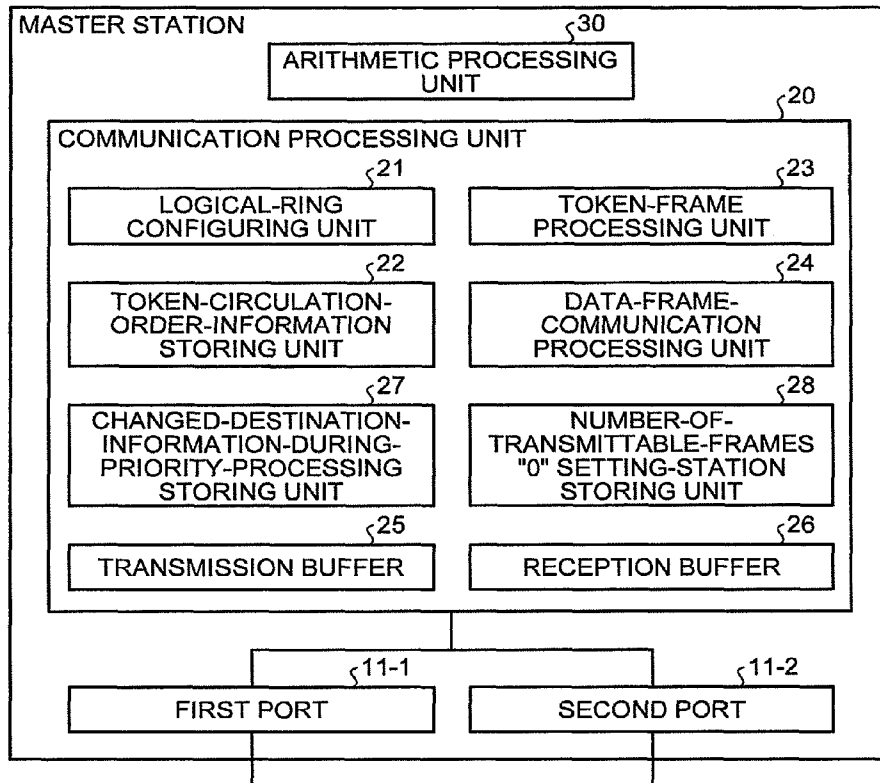 MASTER STATION
30
ARITHMETIC PROCESSING
UNIT
20
COMMUNICATION PROCESSING UNIT
21
LOGICAL-RING
CONFIGURING UNIT
23
TOKEN-FRAME
PROCESSING UNIT
22
TOKEN-CIRCULATION-
ORDER-INFORMATION
STORING UNIT
24
DATA-FRAME-
COMMUNICATION
PROCESSING UNIT
27
CHANGED-DESTINATION-
INFORMATION-DURING-
PRIORITY-PROCESSING
STORING UNIT
28
NUMBER-OF-
TRANSMITTABLE-FRAMES
"0" SETTING-STATION
STORING UNIT
25
TRANSMISSION BUFFER
26
RECEPTION BUFFER
11-1
FIRST PORT
11-2
SECOND PORT